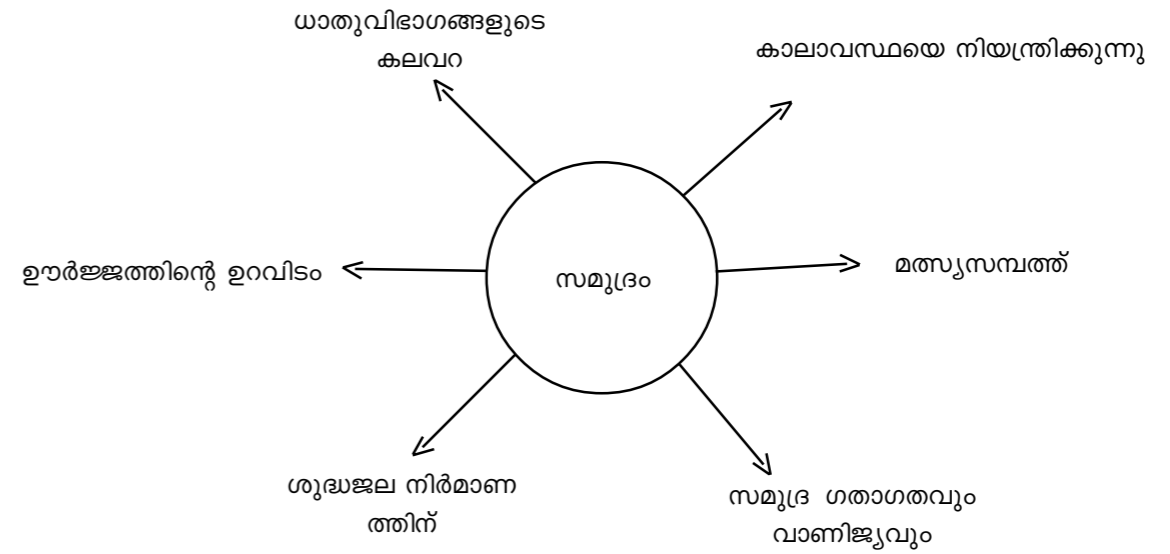 ധാതുവിഭാഗങ്ങളുടെ
കലവറ
കാലാവസ്ഥയെ നിയന്ത്രിക്കുന്നു
ഊർജ്ജത്തിന്റെ ഉറവിടം
സമുദ്രം
മത്സ്യസമ്പത്ത്
ശുദ്ധജല നിർമാണ
ത്തിന്
സമുദ്ര ഗതാഗതവും
വാണിജ്യവും